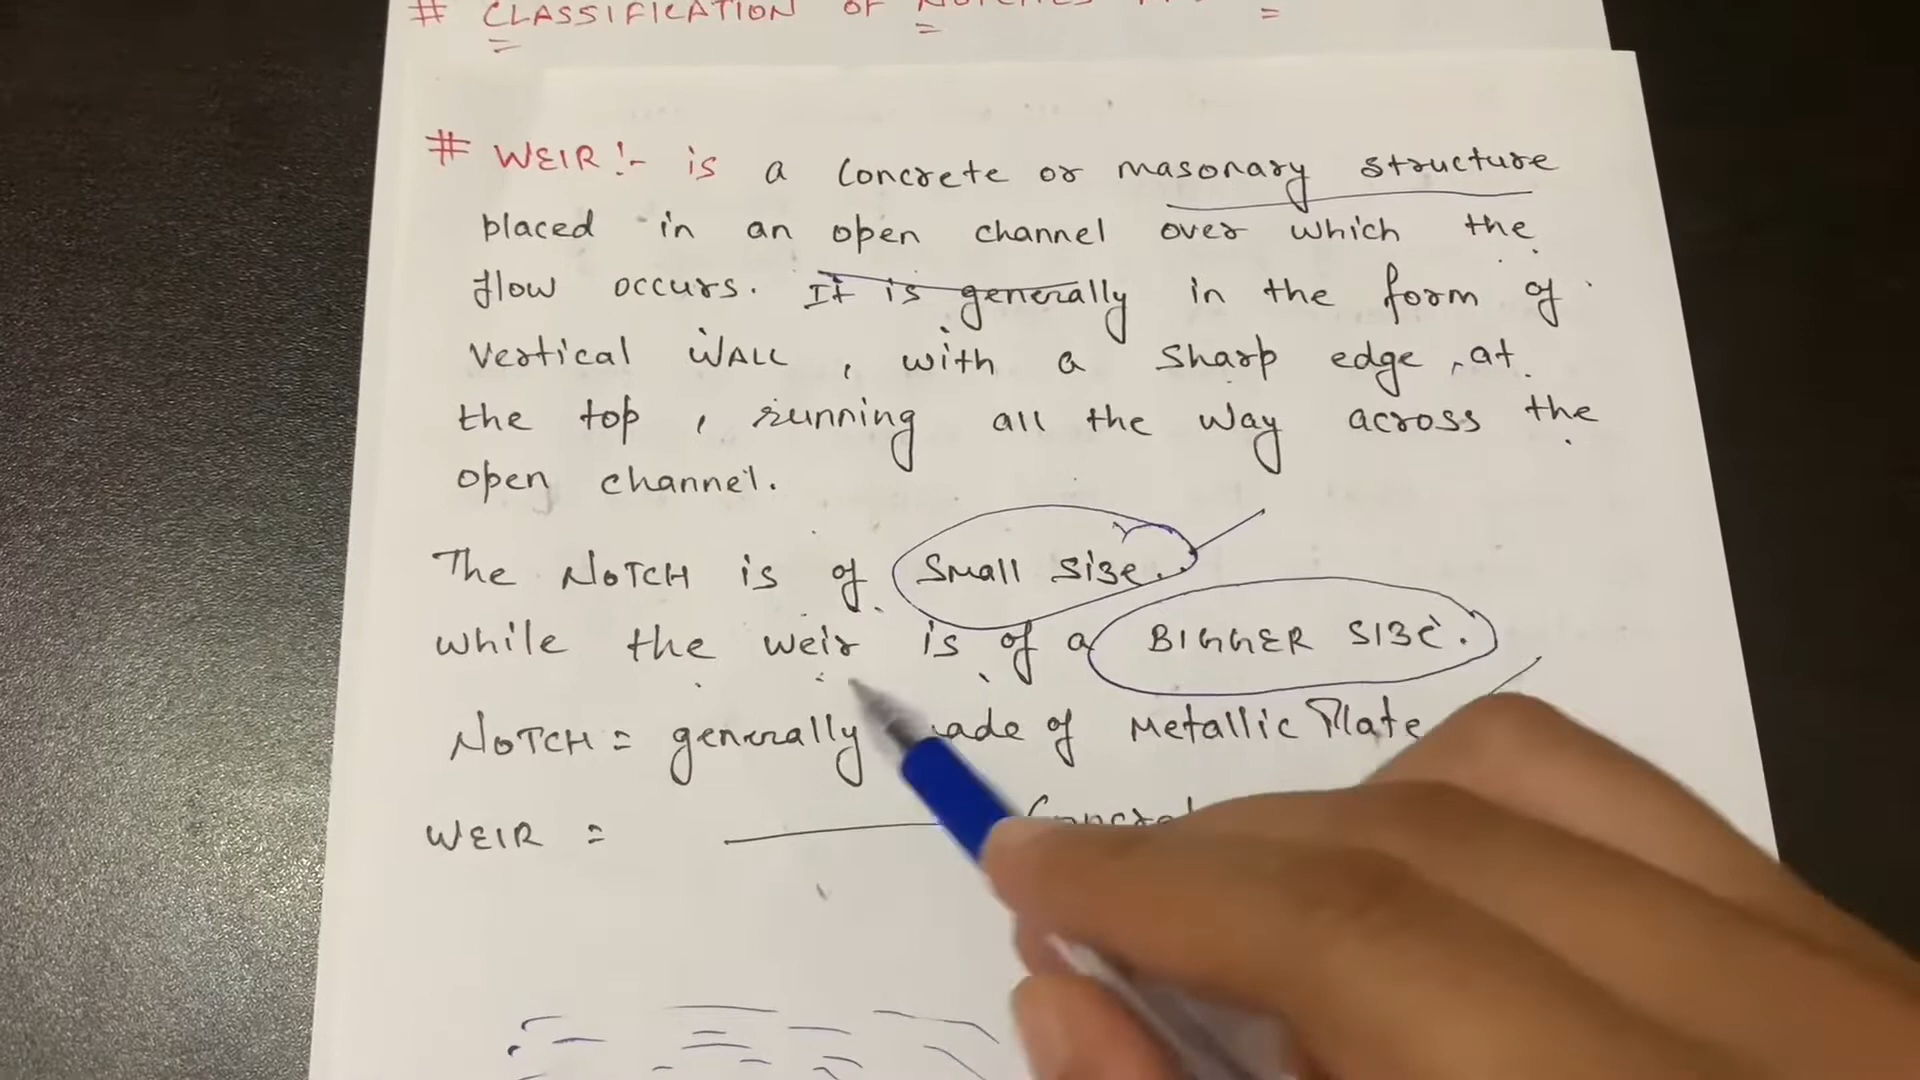 # CLASSIFICATION OF NOTCHES
# WEIR :- is a concrete or masonary structure
placed in an open channel over which the
flow occurs. It is generally in the form of
vertical WALL, with a sharp edge, at
the top, running all the way across the
open channel.
The NOTCH is of small size.
while the weir is of a BIGGER SIZE.
NOTCH = generally made of Metallic Plate
WEIR =